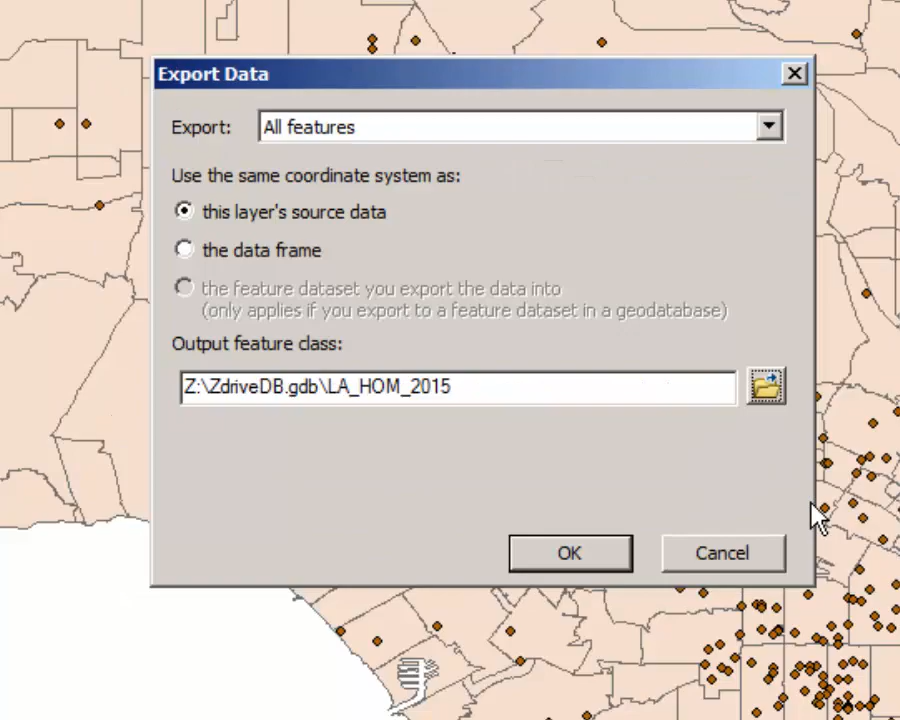 Export Data
Export: All features
Use the same coordinate system as:
this layer's source data
the data frame
the feature dataset you export the data into
(only applies if you export to a feature dataset in a geodatabase)
Output feature class:
Z:\ZdriveDB.gdb\LA_HOM_2015
OK Cancel